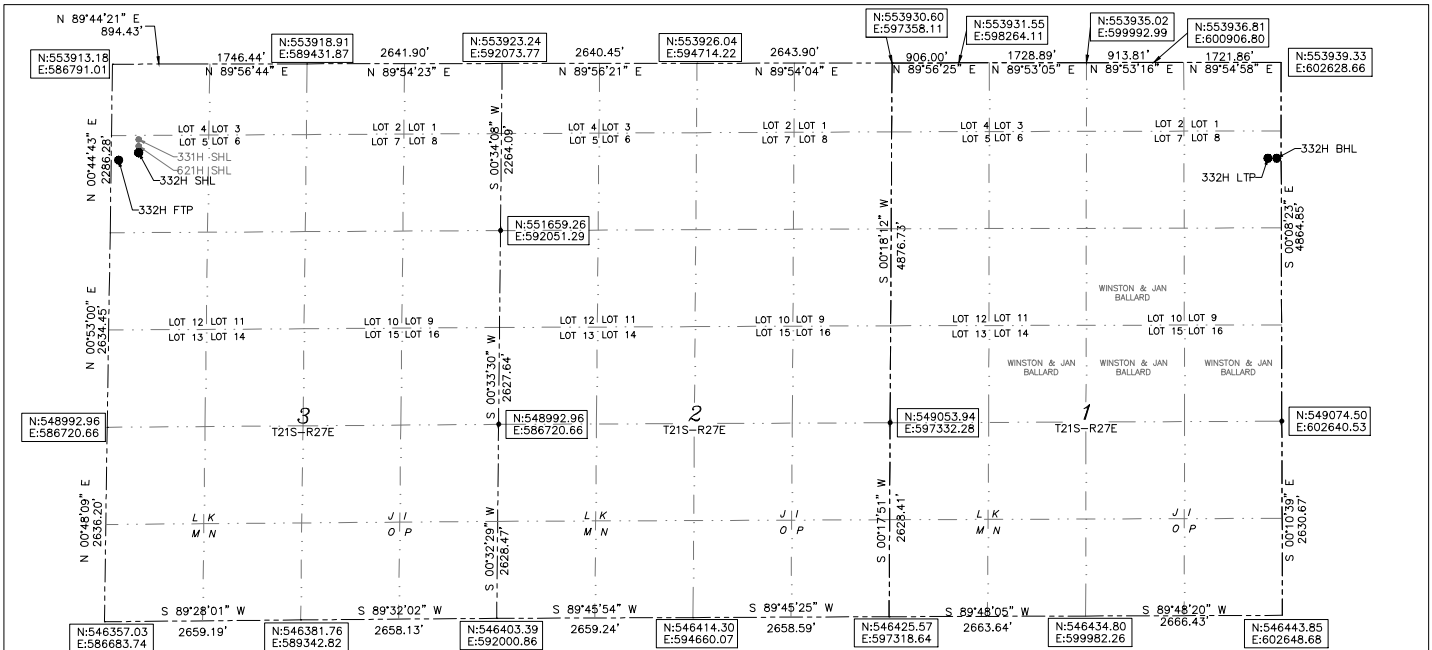 N 89°44'21" E
894.43'
N:553913.18
E:586791.01
1746.44'
N 89°56'44" E
N:553918.91
E:589431.87
2641.90'
N 89°54'23" E
N:553923.24
E:592073.77
2640.45'
N 89°56'21" E
N:553926.04
E:594714.22
2643.90'
N 89°54'04" E
N:553930.60
E:597358.11
906.00'
N 89°56'25" E
N:553931.55
E:598264.11
1728.89'
N 89°53'05" E
N:553935.02
E:599992.99
913.81'
N 89°53'16" E
N:553936.81
E:600906.80
1721.86'
N 89°54'58" E
N:553939.33
E:602628.66
N 00°44'43" E
2286.28'
S 00°34'08" W
2264.09'
S 00°18'12" W
4876.73'
S 00°08'23" E
4864.85'
LOT 4 LOT 3
LOT 5 LOT 6
LOT 2 LOT 1
LOT 7 LOT 8
LOT 4 LOT 3
LOT 5 LOT 6
LOT 2 LOT 1
LOT 7 LOT 8
LOT 4 LOT 3
LOT 5 LOT 6
LOT 2 LOT 1
LOT 7 LOT 8
331H SHL
621H SHL
332H SHL
332H FTP
332H BHL
332H LTP
N:551659.26
E:592051.29
WINSTON & JAN
BALLARD
N 00°53'00" E
2634.45'
S 00°33'30" W
2627.64'
LOT 12 LOT 11
LOT 13 LOT 14
LOT 10 LOT 9
LOT 15 LOT 16
LOT 12 LOT 11
LOT 13 LOT 14
LOT 10 LOT 9
LOT 15 LOT 16
LOT 12 LOT 11
LOT 13 LOT 14
LOT 10 LOT 9
LOT 15 LOT 16
WINSTON & JAN
BALLARD
WINSTON & JAN
BALLARD
WINSTON & JAN
BALLARD
N:548992.96
E:586720.66
3
T21S-R27E
N:548992.96
E:586720.66
2
T21S-R27E
N:549053.94
E:597332.28
1
T21S-R27E
N:549074.50
E:602640.53
N 00°48'09" E
2636.20'
S 00°32'29" W
2628.47'
S 00°17'51" W
2628.41'
S 00°10'39" E
2630.67'
L K
M N
J I
O P
L K
M N
J I
O P
L K
M N
J I
O P
S 89°28'01" W
2659.19'
S 89°32'02" W
2658.13'
S 89°45'54" W
2659.24'
S 89°45'25" W
2658.59'
S 89°48'05" W
2663.64'
S 89°48'20" W
2666.43'
N:546357.03
E:586683.74
N:546381.76
E:589342.82
N:546403.39
E:592000.86
N:546414.30
E:594660.07
N:546425.57
E:597318.64
N:546434.80
E:599982.26
N:546443.85
E:602648.68